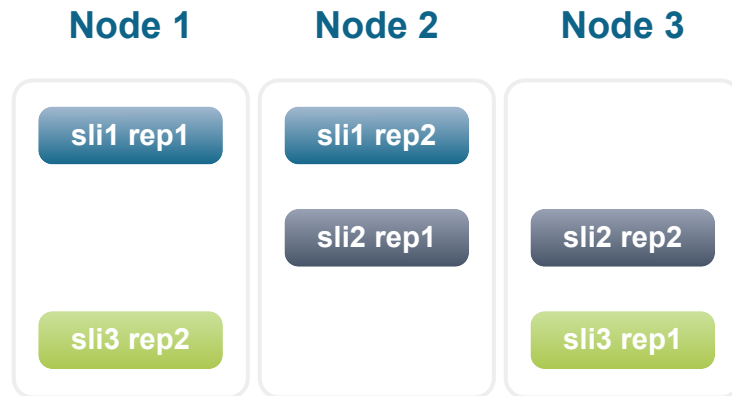 Node 1
Node 2
Node 3
sli1 rep1
sli1 rep2
sli2 rep1
sli2 rep2
sli3 rep2
sli3 rep1